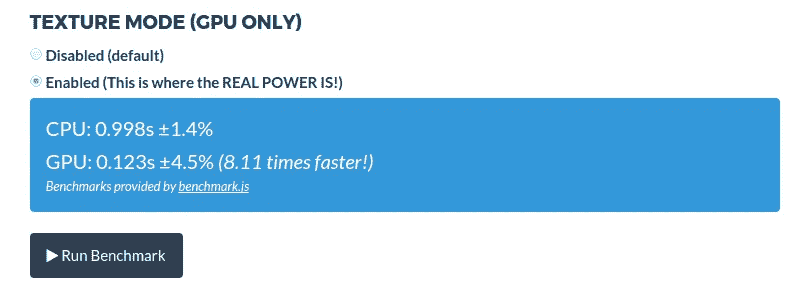 TEXTURE MODE (GPU ONLY)
Disabled (default)
Enabled (This is where the REAL POWER IS!)
CPU: 0.998s ±1.4%
GPU: 0.123s ±4.5% (8.11 times faster!)
Benchmarks provided by benchmark.js
▶ Run Benchmark